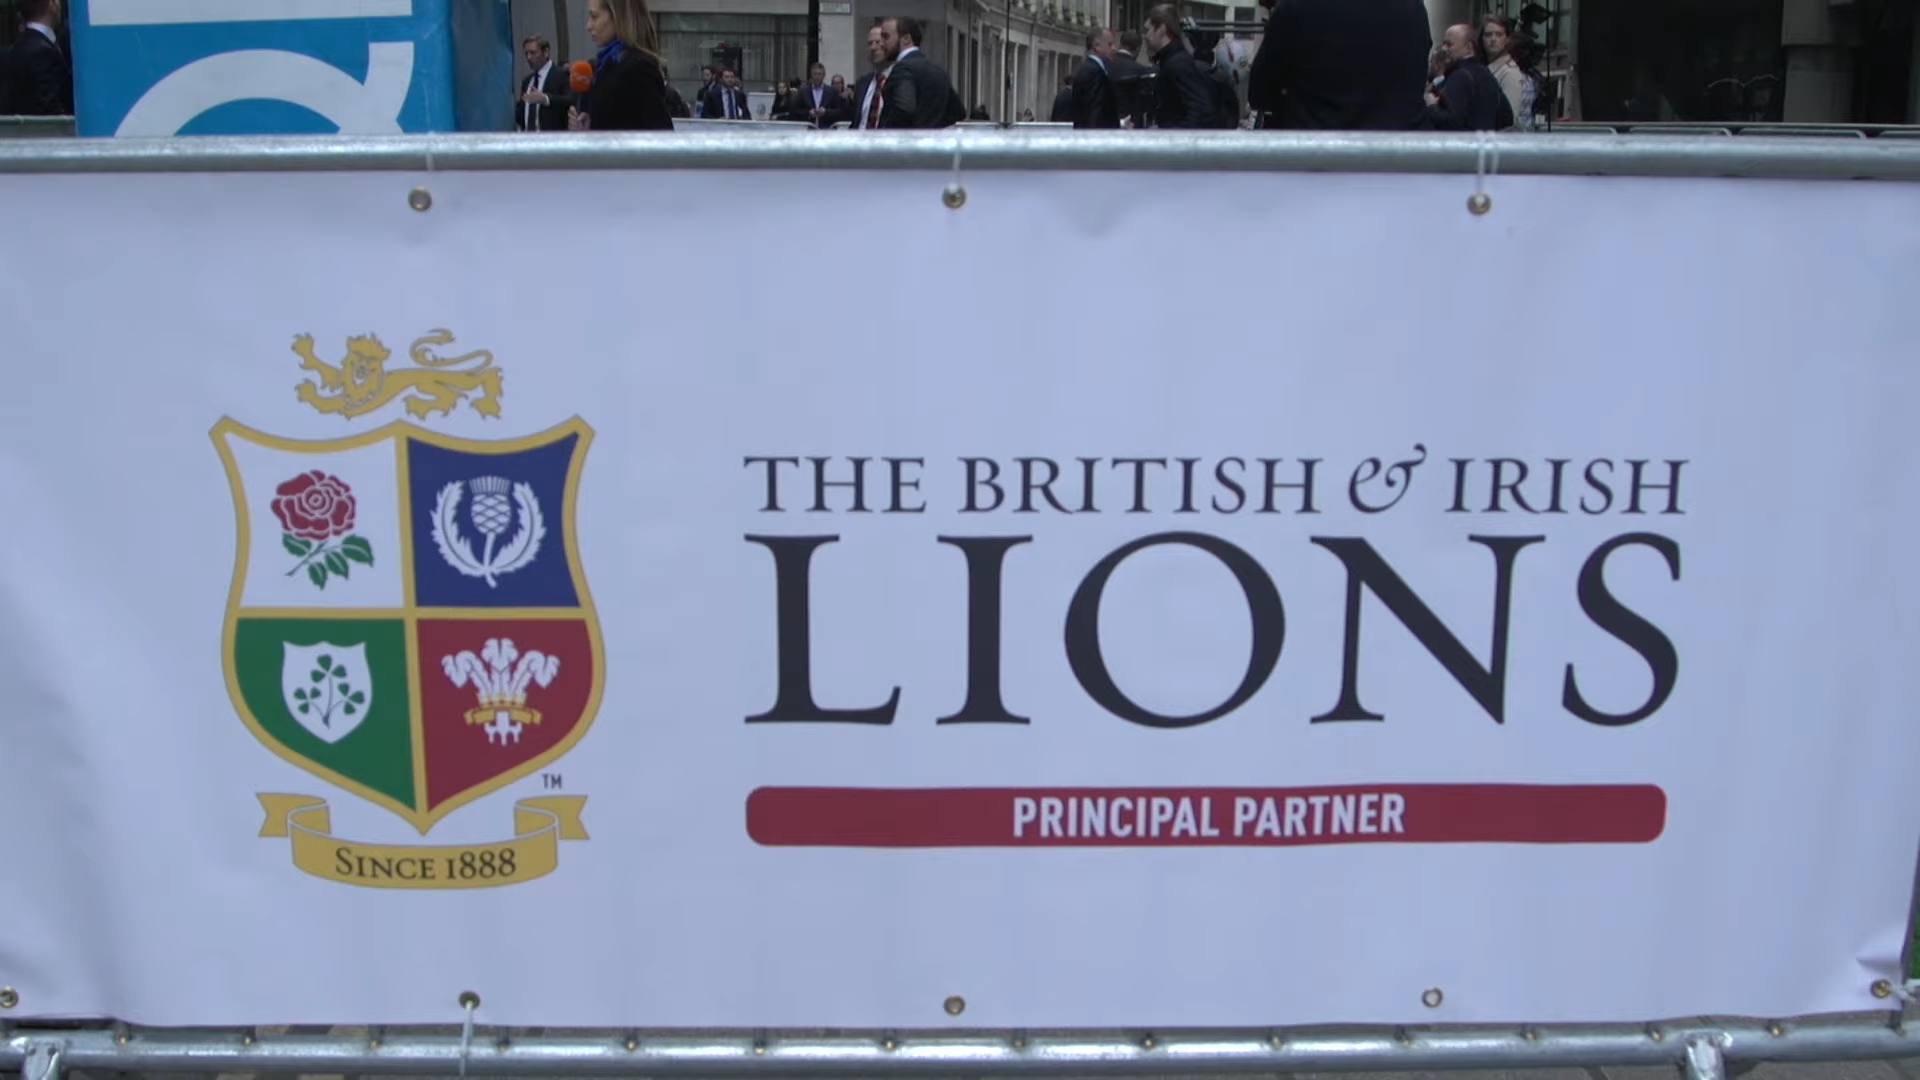 THE BRITISH & IRISH
LIONS
PRINCIPAL PARTNER
TM
SINCE 1888